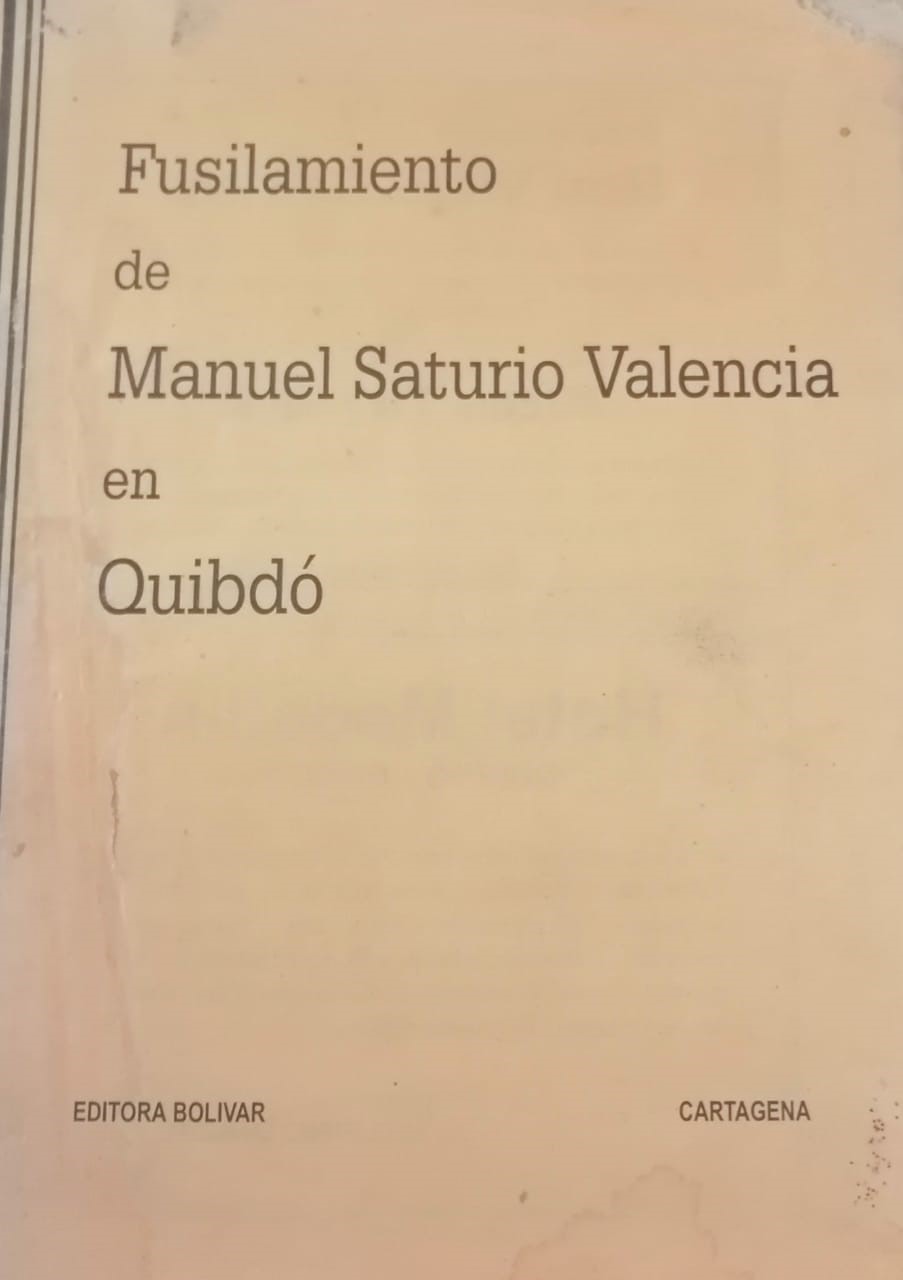 Fusilamiento
de
Manuel Saturio Valencia
en
Quibdó
EDITORA BOLIVAR
CARTAGENA